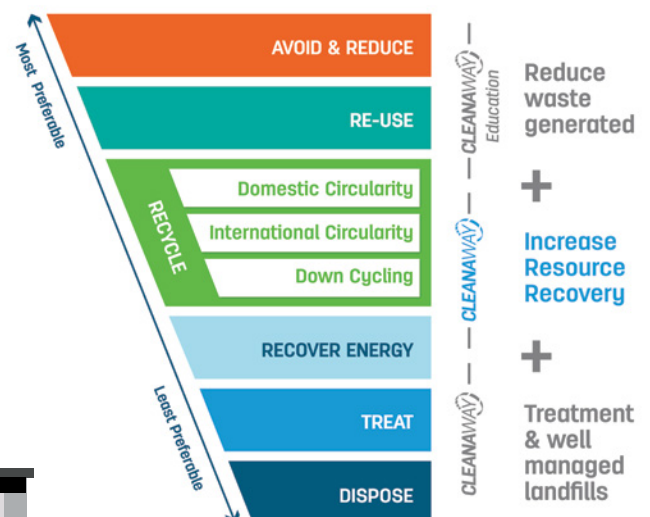 Most Preferable
Least Preferable
AVOID & REDUCE
RE-USE
RECYCLE
Domestic Circularity
International Circularity
Down Cycling
RECOVER ENERGY
TREAT
DISPOSE
CLEANAWAY
Education
CLEANAWAY
CLEANAWAY
Reduce
waste
generated
+
Increase
Resource
Recovery
+
Treatment
& well
managed
landfills